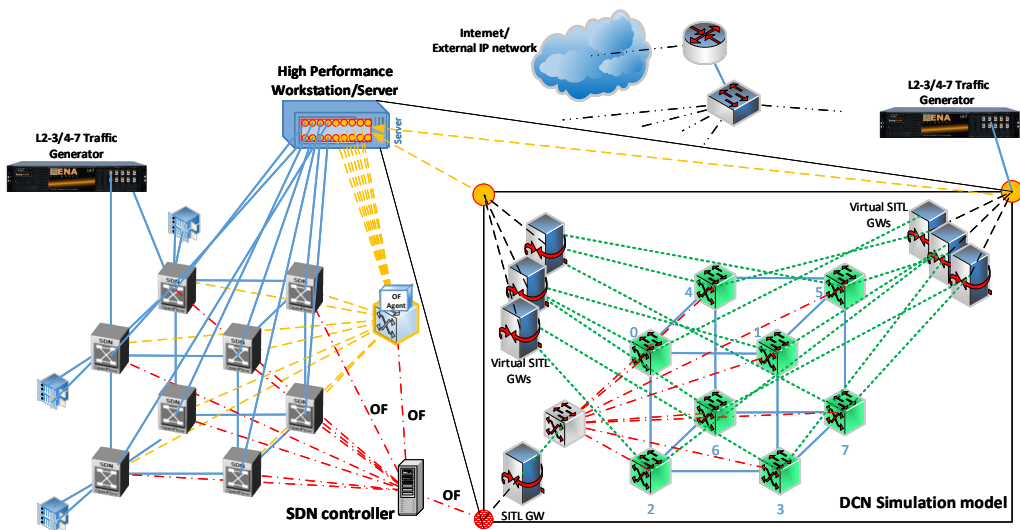 Internet/
External IP network
High Performance
Workstation/Server
Server
L2-3/4-7 Traffic
Generator
ENA
L2-3/4-7 Traffic
Generator
ENA
Virtual SITL
GWs
OF
Agent
SDN
SDN
SDN
SDN
SDN
SDN
SDN
SDN
4
5
0
1
Virtual SITL
GWs
OF
OF
6
7
2
3
OF
SDN controller
SITL GW
DCN Simulation model